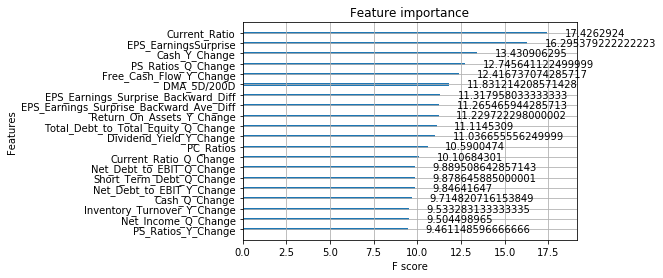 Feature importance
Current_Ratio 17.4262924
EPS_EarningsSurprise 16.295379222222223
Cash_Y_Change 13.430906295
PS_Ratios_Q_Change 12.745641122499999
Free_Cash_Flow_Y_Change 12.416737074285717
DMA_5D/200D 11.831214208571428
EPS_Earnings_Surprise_Backward_Diff 11.317958033333333
EPS_Earnings_Surprise_Backward_Ave_Diff 11.265465944285713
Return_On_Assets_Y_Change 11.229722298000002
Total_Debt_to_Total_Equity_Q_Change 11.1145309
Dividend_Yield_Y_Change 11.036655556249999
PC_Ratios 10.5900474
Current_Ratio_Q_Change 10.10684301
Net_Debt_to_EBIT_Q_Change 9.889508642857143
Short_Term_Debt_Q_Change 9.878645885000001
Net_Debt_to_EBIT_Y_Change 9.84641647
Cash_Q_Change 9.714820716153849
Inventory_Turnover_Y_Change 9.533283133333335
Net_Income_Q_Change 9.504498965
PS_Ratios_Y_Change 9.461148596666666
Features
0.0 2.5 5.0 7.5 10.0 12.5 15.0 17.5
F score